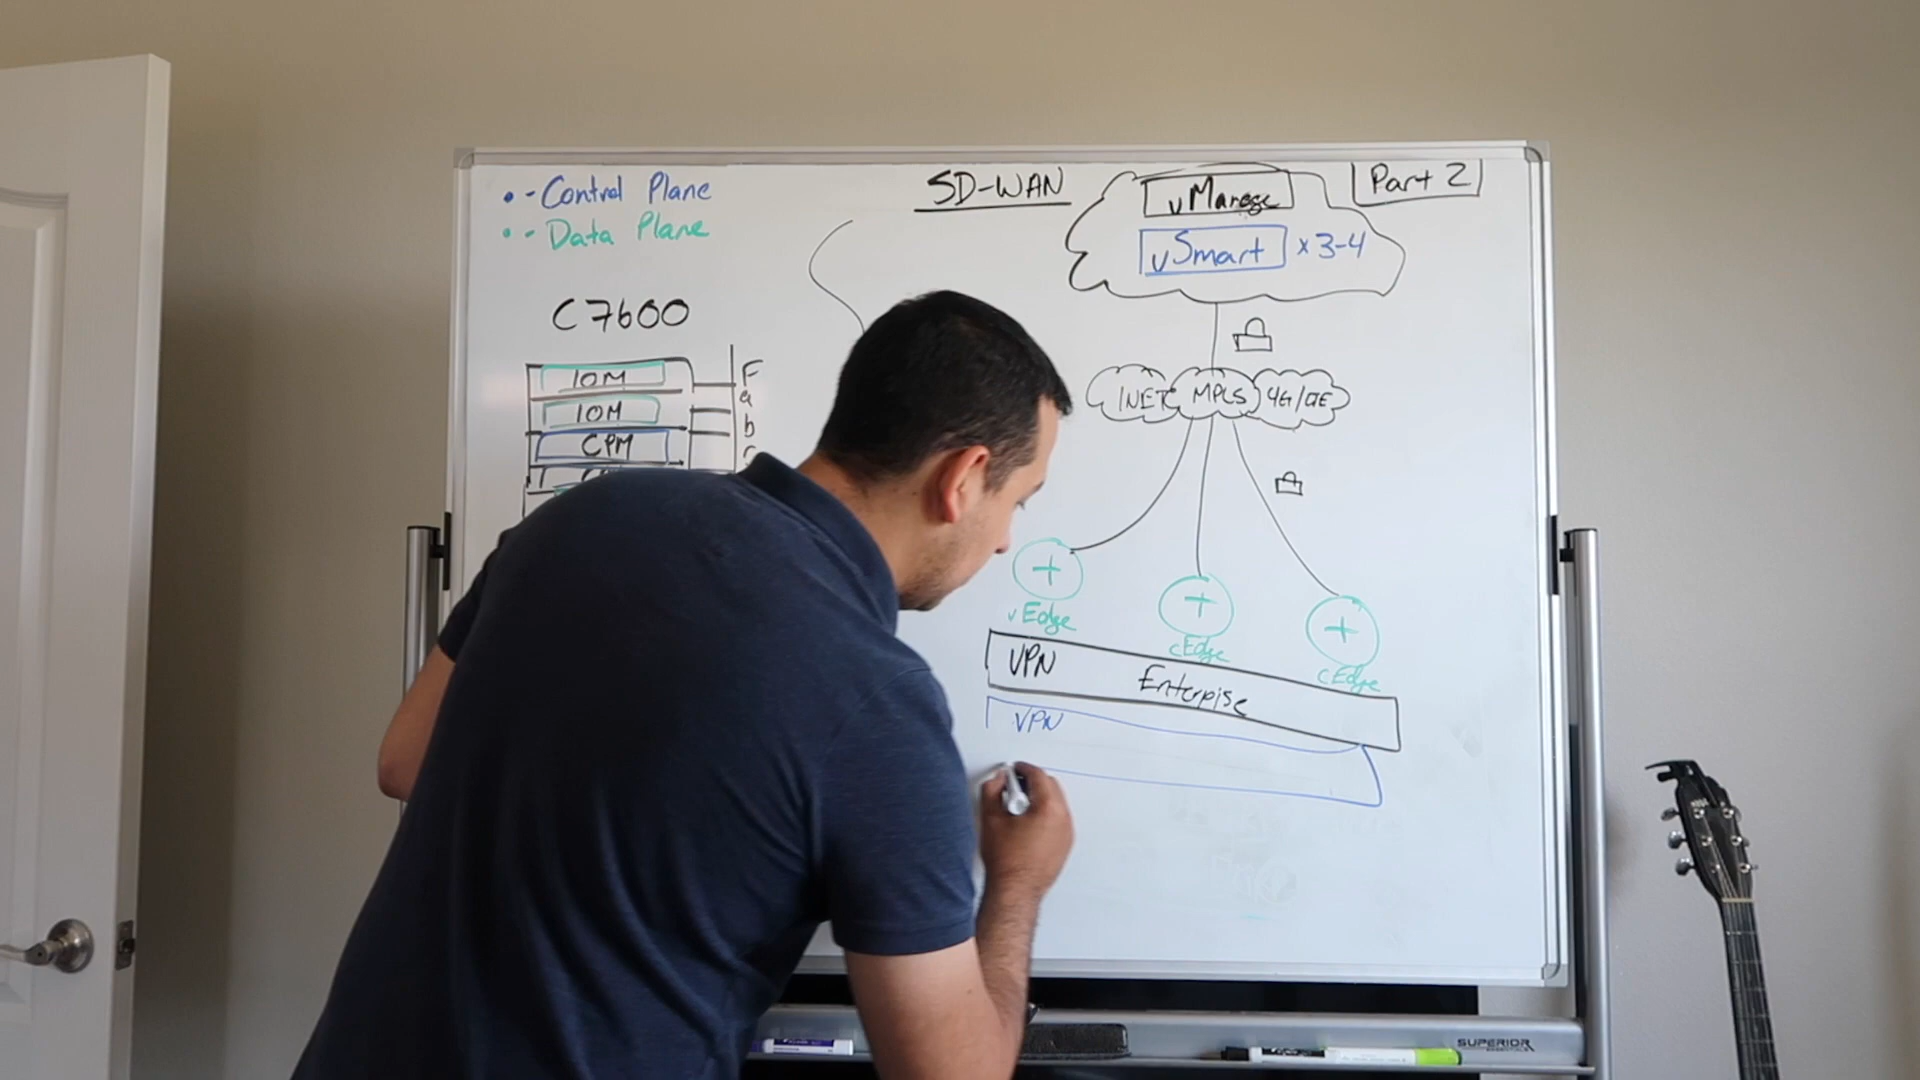 • - Control Plane
• - Data Plane
SD-WAN
Part 2
vManage
vSmart x 3-4
C7600
IOM
IOM
CPM
F
a
b
INET MPLS 4G/LTE
vEdge
cEdge
cEdge
VPN Enterpise
VPN
SUPERIOR